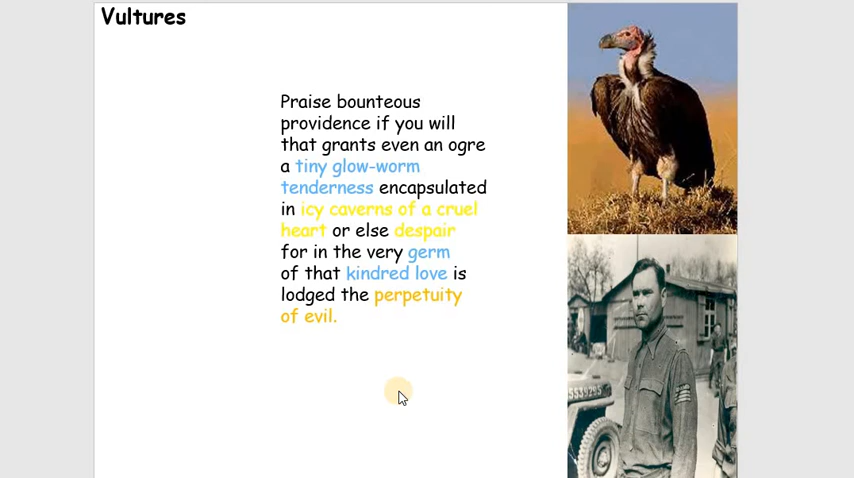 Vultures
Praise bounteous
providence if you will
that grants even an ogre
a tiny glow-worm
tenderness encapsulated
in icy caverns of a cruel
heart or else despair
for in the very germ
of that kindred love is
lodged the perpetuity
of evil.
5539295